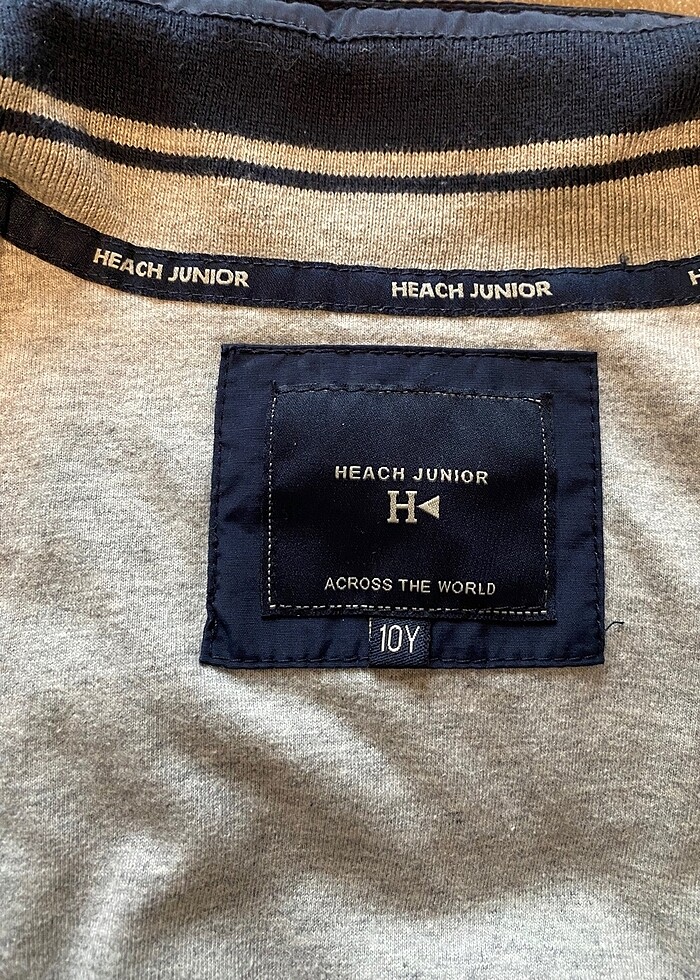 HEACH JUNIOR HEACH JUNIOR H
HEACH JUNIOR
H
ACROSS THE WORLD
10Y